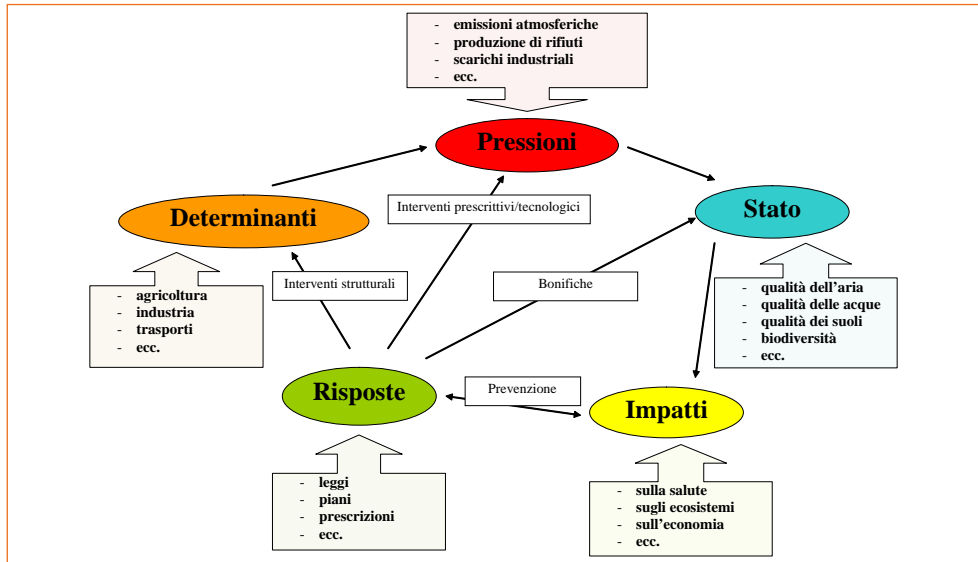 - emissioni atmosferiche
- produzione di rifiuti
- scarichi industriali
- ecc.
Pressioni
Determinanti
Interventi prescrittivi/tecnologici
Stato
Interventi strutturali
Bonifiche
- agricoltura
- industria
- trasporti
- ecc.
- qualità dell'aria
- qualità delle acque
- qualità dei suoli
- biodiversità
- ecc.
Risposte
Prevenzione
Impatti
- leggi
- piani
- prescrizioni
- ecc.
- sulla salute
- sugli ecosistemi
- sull'economia
- ecc.